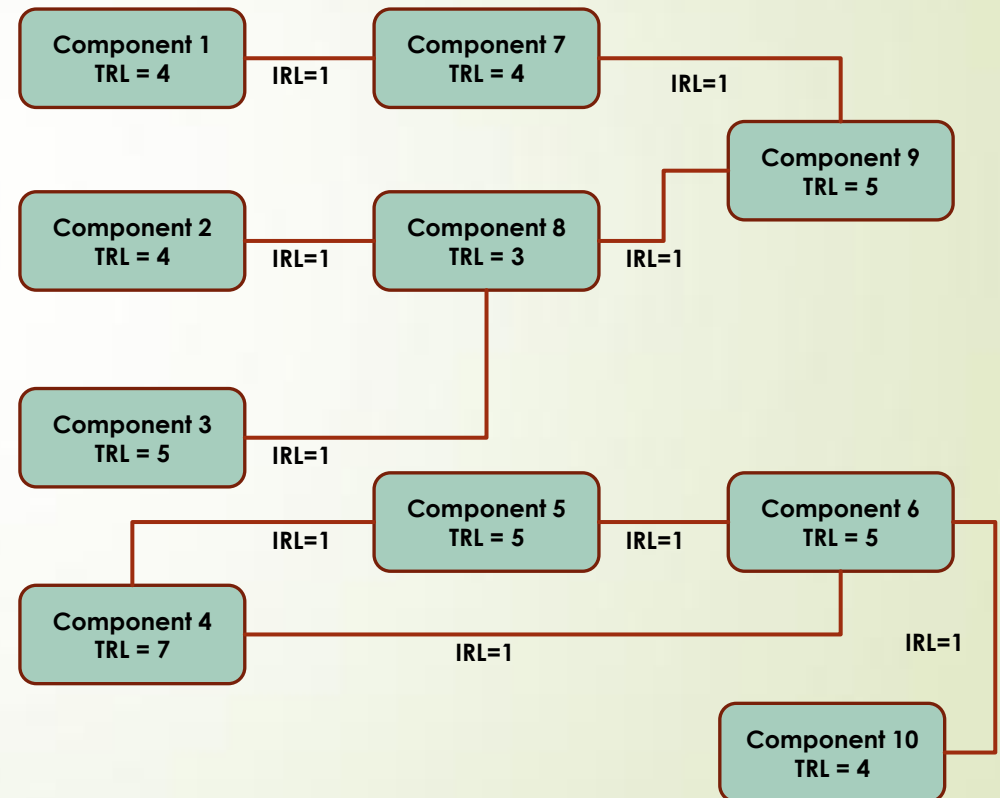 Component 1
TRL = 4
IRL=1
Component 7
TRL = 4
IRL=1
Component 9
TRL = 5
Component 2
TRL = 4
IRL=1
Component 8
TRL = 3
IRL=1
Component 3
TRL = 5
IRL=1
Component 5
TRL = 5
IRL=1
IRL=1
Component 6
TRL = 5
Component 4
TRL = 7
IRL=1
IRL=1
Component 10
TRL = 4